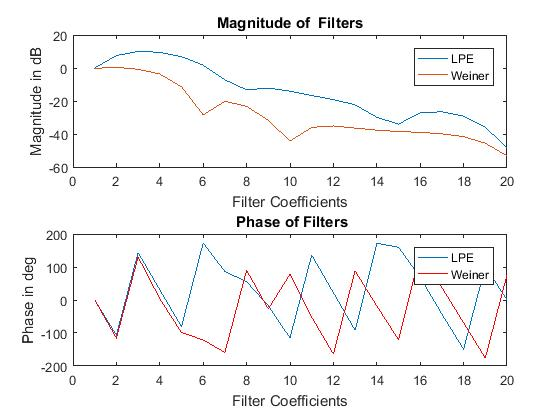 Magnitude of Filters
Magnitude in dB
20
0
-20
-40
-60
LPE
Weiner
0 2 4 6 8 10 12 14 16 18 20
Filter Coefficients
Phase of Filters
Phase in deg
200
100
0
-100
-200
LPE
Weiner
0 2 4 6 8 10 12 14 16 18 20
Filter Coefficients